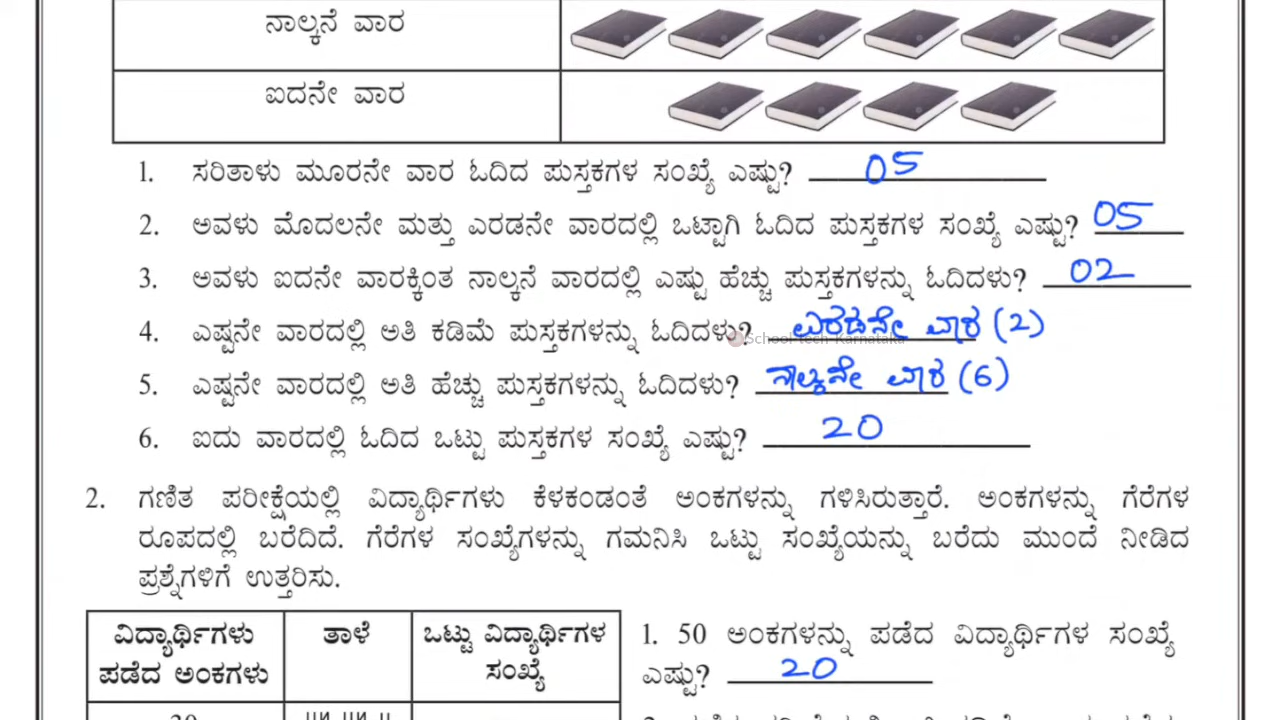 ನಾಲ್ಕನೆ ವಾರ
ಐದನೇ ವಾರ
1. ಸರಿತಾಳು ಮೂರನೇ ವಾರ ಓದಿದ ಪುಸ್ತಕಗಳ ಸಂಖ್ಯೆ ಎಷ್ಟು? 05
2. ಅವಳು ಮೊದಲನೇ ಮತ್ತು ಎರಡನೇ ವಾರದಲ್ಲಿ ಒಟ್ಟಾಗಿ ಓದಿದ ಪುಸ್ತಕಗಳ ಸಂಖ್ಯೆ ಎಷ್ಟು? 05
3. ಅವಳು ಐದನೇ ವಾರಕ್ಕಿಂತ ನಾಲ್ಕನೆ ವಾರದಲ್ಲಿ ಎಷ್ಟು ಹೆಚ್ಚು ಪುಸ್ತಕಗಳನ್ನು ಓದಿದಳು? 02
4. ಎಷ್ಟನೇ ವಾರದಲ್ಲಿ ಅತಿ ಕಡಿಮೆ ಪುಸ್ತಕಗಳನ್ನು ಓದಿದಳು? ಎರಡನೇ ವಾರ (2)
School tech Karnataka
5. ಎಷ್ಟನೇ ವಾರದಲ್ಲಿ ಅತಿ ಹೆಚ್ಚು ಪುಸ್ತಕಗಳನ್ನು ಓದಿದಳು? ನಾಲ್ಕನೇ ವಾರ (6)
6. ಐದು ವಾರದಲ್ಲಿ ಓದಿದ ಒಟ್ಟು ಪುಸ್ತಕಗಳ ಸಂಖ್ಯೆ ಎಷ್ಟು? 20
2. ಗಣಿತ ಪರೀಕ್ಷೆಯಲ್ಲಿ ವಿದ್ಯಾರ್ಥಿಗಳು ಕೆಳಕಂಡಂತೆ ಅಂಕಗಳನ್ನು ಗಳಿಸಿರುತ್ತಾರೆ. ಅಂಕಗಳನ್ನು ಗೆರೆಗಳ
ರೂಪದಲ್ಲಿ ಬರೆದಿದೆ. ಗೆರೆಗಳ ಸಂಖ್ಯೆಗಳನ್ನು ಗಮನಿಸಿ ಒಟ್ಟು ಸಂಖ್ಯೆಯನ್ನು ಬರೆದು ಮುಂದೆ ನೀಡಿದ
ಪ್ರಶ್ನೆಗಳಿಗೆ ಉತ್ತರಿಸು.
ವಿದ್ಯಾರ್ಥಿಗಳು
ಪಡೆದ ಅಂಕಗಳು
ತಾಳೆ
ಒಟ್ಟು ವಿದ್ಯಾರ್ಥಿಗಳ
ಸಂಖ್ಯೆ
1. 50 ಅಂಕಗಳನ್ನು ಪಡೆದ ವಿದ್ಯಾರ್ಥಿಗಳ ಸಂಖ್ಯೆ
ಎಷ್ಟು? 20